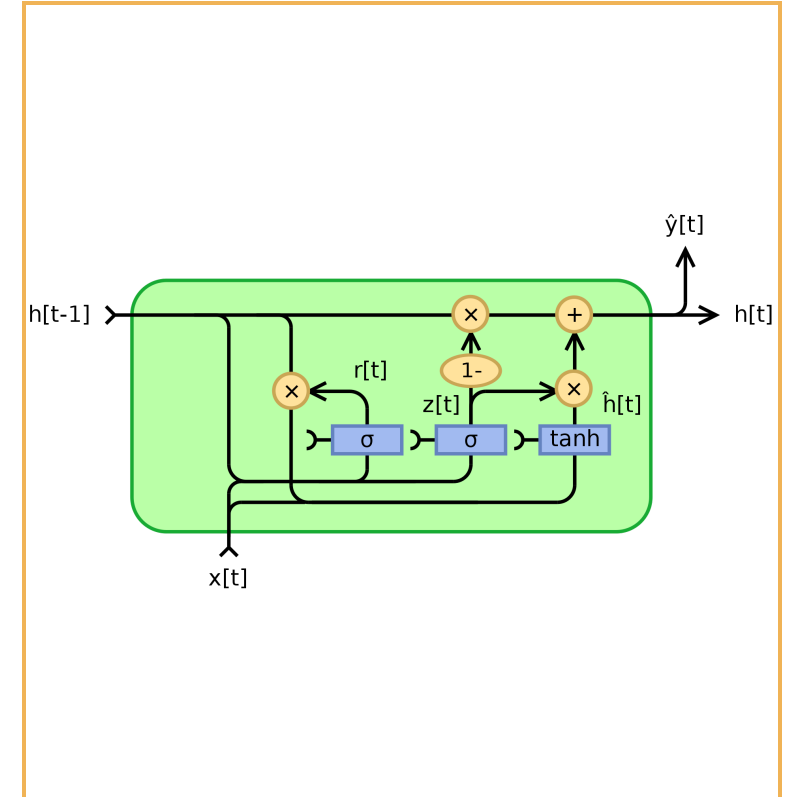 ŷ[t]
h[t-1]
×
+
h[t]
r[t]
1-
×
z[t]
×
ĥ[t]
σ
σ
tanh
x[t]